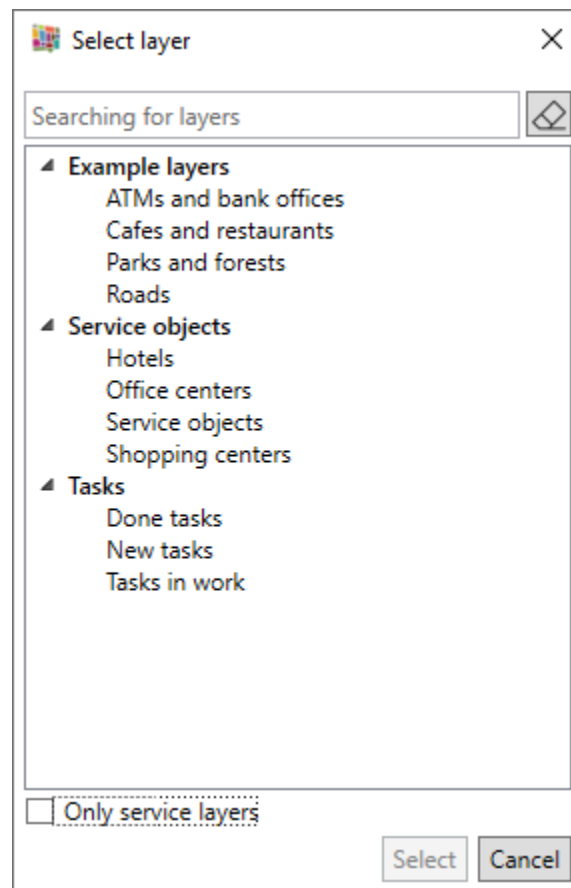 Select layer
Searching for layers
Example layers
ATMs and bank offices
Cafes and restaurants
Parks and forests
Roads
Service objects
Hotels
Office centers
Service objects
Shopping centers
Tasks
Done tasks
New tasks
Tasks in work
Only service layers
Select Cancel